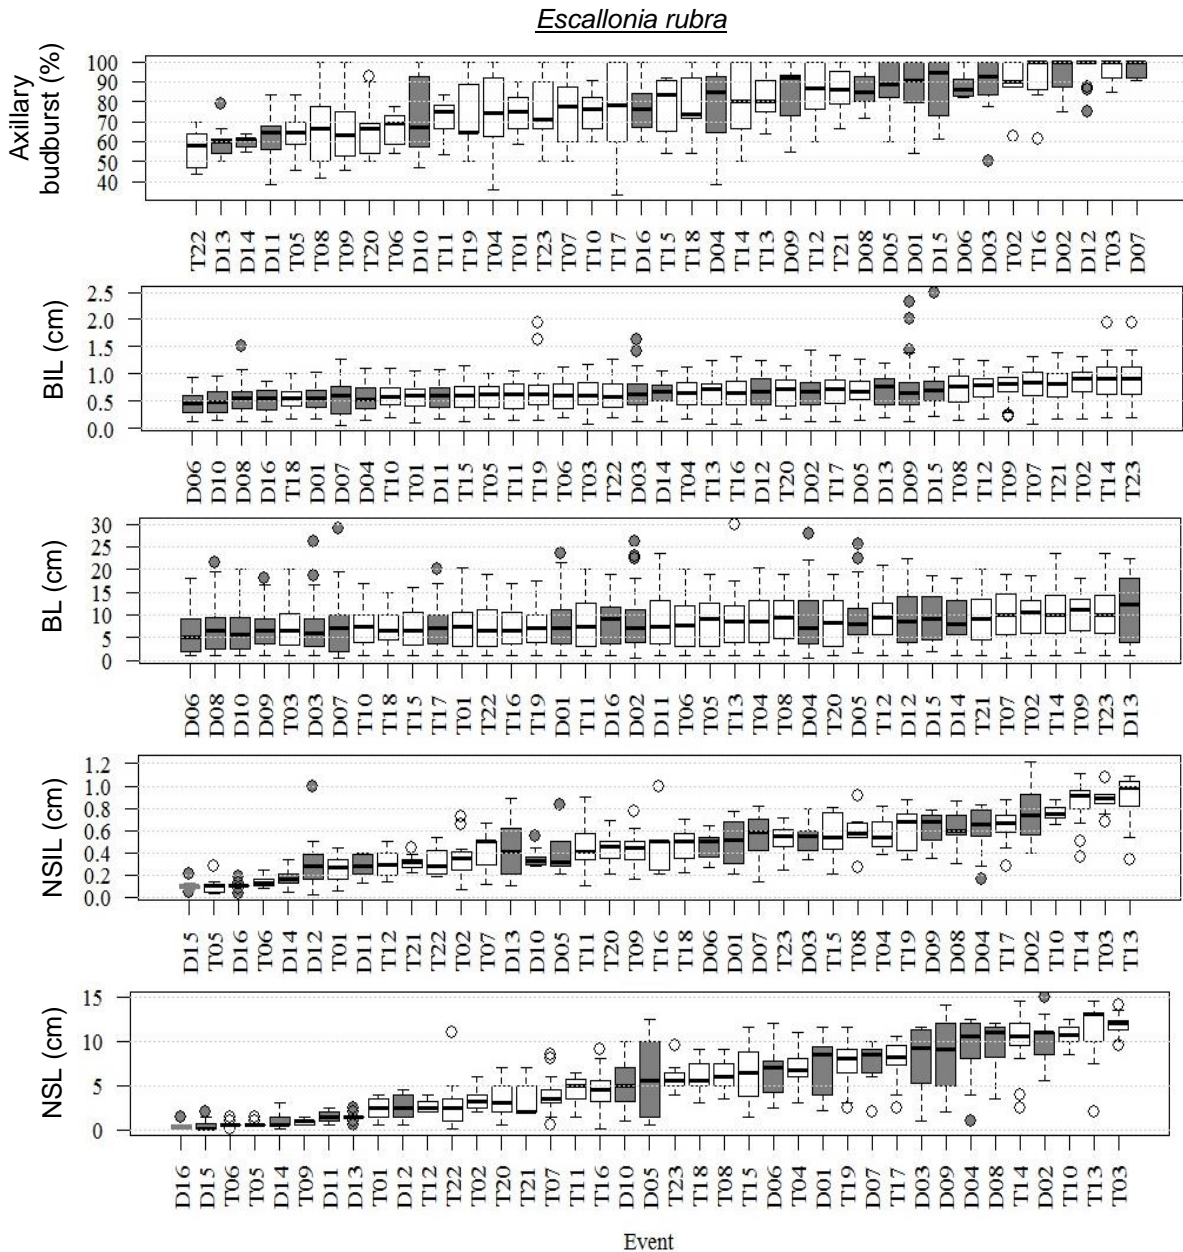 Escallonia rubra
Axillary
budburst (%)
100
90
80
70
60
50
40
T22 D13 D14 D11 T05 T08 T09 T20 T06 D10 T11 T19 T04 T01 T23 T07 T10 T17 D16 T15 T18 D04 T14 T13 D09 T12 T21 D08 D05 D01 D15 D06 D03 T02 T16 D02 D12 T03 D07
BIL (cm)
2.5
2.0
1.5
1.0
0.5
0.0
D06 D10 D08 D16 T18 D01 D07 D04 T10 T01 D11 T15 T05 T11 T19 T06 T03 T22 D03 D14 T04 T13 T16 D12 T20 D02 T17 D05 D13 D09 D15 T08 T12 T09 T07 T21 T02 T14 T23
BL (cm)
30
25
20
15
10
5
0
D06 D08 D10 D09 T03 D03 D07 T10 T18 T15 T17 T01 T22 T16 T19 D01 T11 D16 D02 D11 T06 T05 T13 T04 T08 D04 T20 D05 T12 D12 D15 D14 T21 T07 T02 T14 T09 T23 D13
NSIL (cm)
1.2
1.0
0.8
0.6
0.4
0.2
0.0
D15 T05 D16 T06 D14 D12 T01 D11 T12 T21 T22 T02 T07 D13 D10 D05 T11 T20 T09 T16 T18 D06 D01 D07 T23 D03 T15 T08 T04 T19 D09 D08 D04 T17 D02 T10 T14 T03 T13
NSL (cm)
15
10
5
0
D16 D15 T06 T05 D14 T09 D11 D13 T01 D12 T12 T22 T02 T20 T21 T07 T11 T16 D10 D05 T23 T18 T08 T15 D06 T04 D01 T19 D07 T17 D03 D09 D04 D08 T14 D02 T10 T13 T03
Event